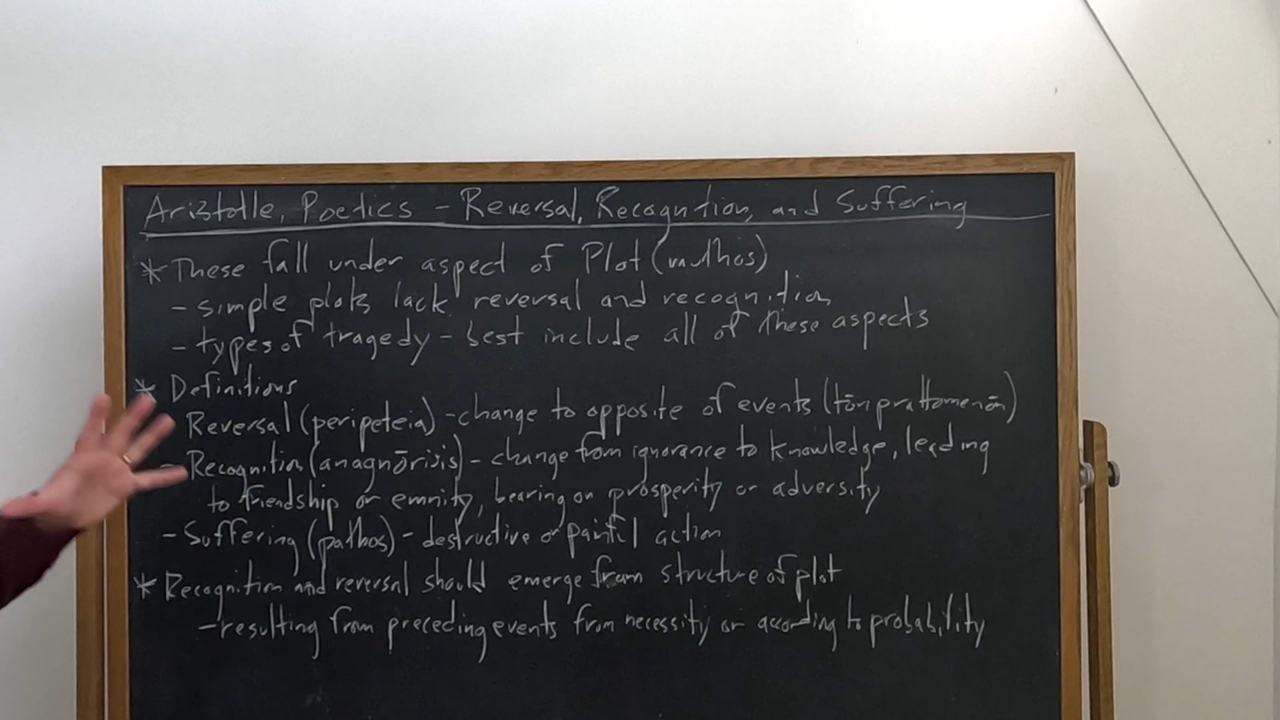 Aristotle, Poetics - Reversal, Recognition, and Suffering
* These fall under aspect of Plot (muthos)
- simple plots lack reversal and recognition
- types of tragedy - best include all of these aspects
* Definitions
- Reversal (peripeteia) - change to opposite of events (tōn prattomenōn)
- Recognition (anagnōrisis) - change from ignorance to knowledge, leading
to friendship or emnity, bearing on prosperity or adversity
- Suffering (pathos) - destructive or painful action
* Recognition and reversal should emerge from structure of plot
- resulting from preceding events from necessity or according to probability